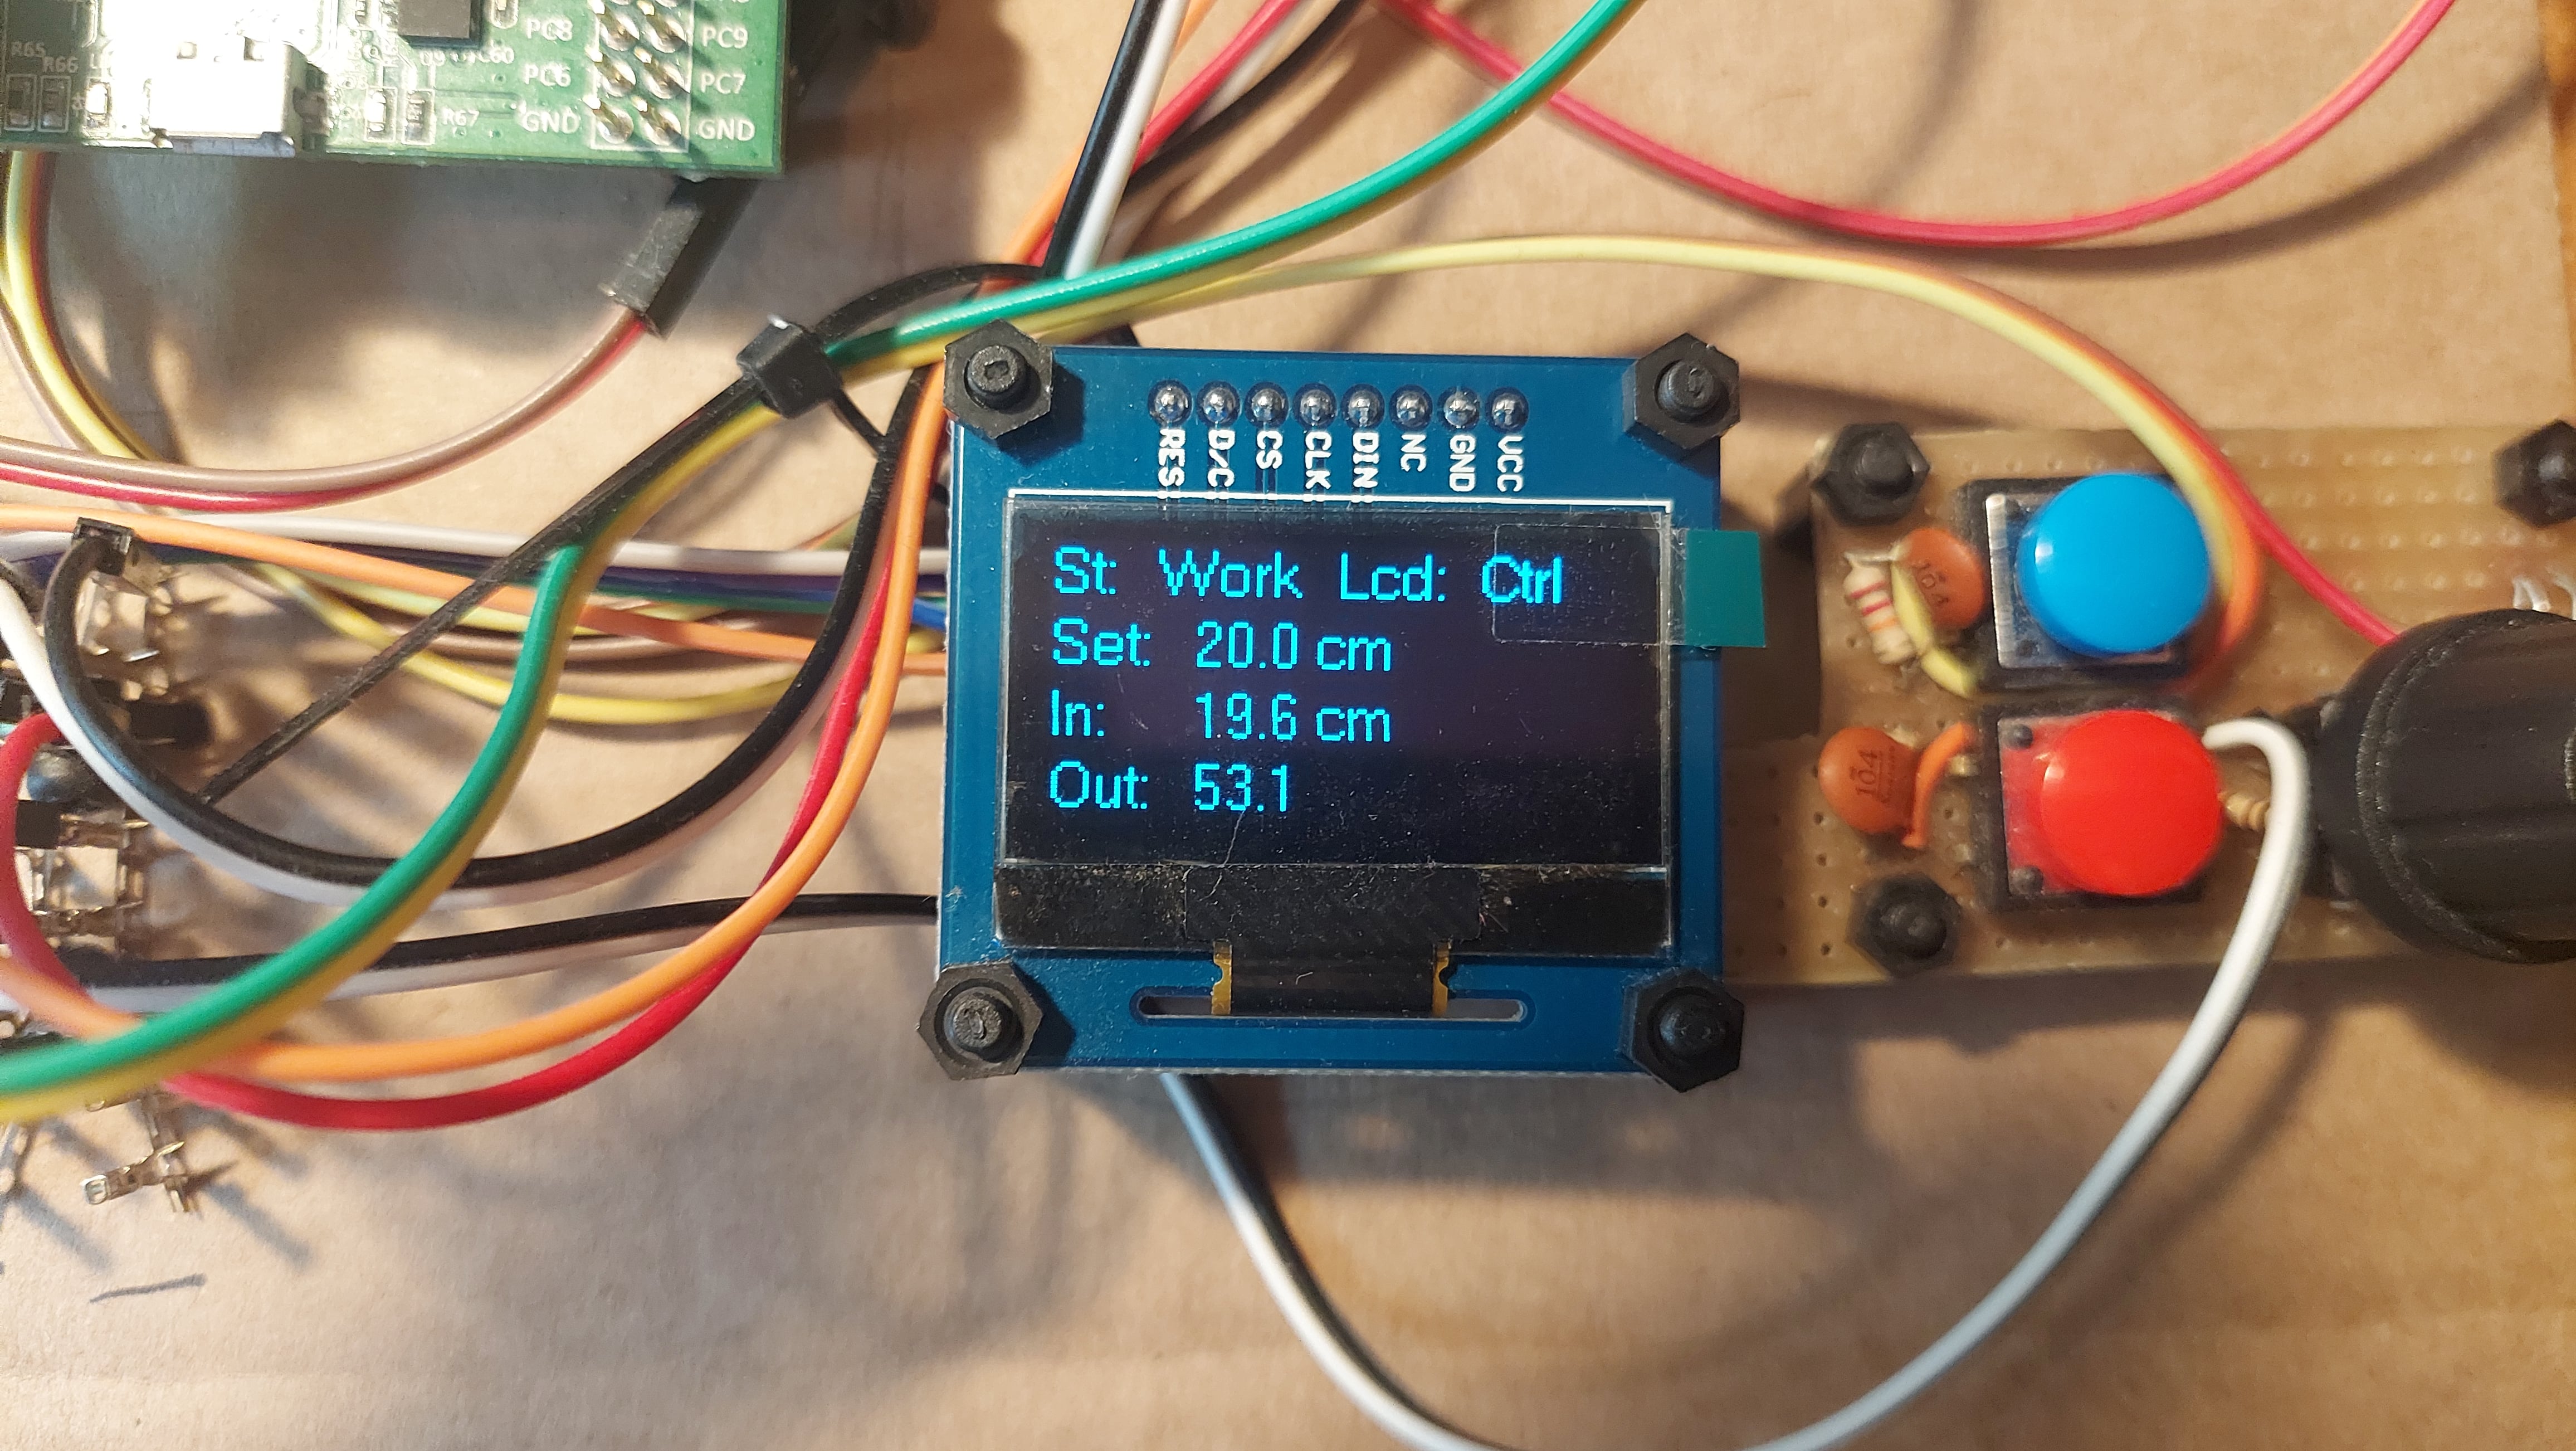 PC8 PC9
R65
R66
PC6 PC7
R67
GND GND
RES D/C CS CLK DIN NC GND VCC
St: Work Lcd: Ctrl
Set: 20.0 cm
In: 19.6 cm
Out: 53.1
104
104